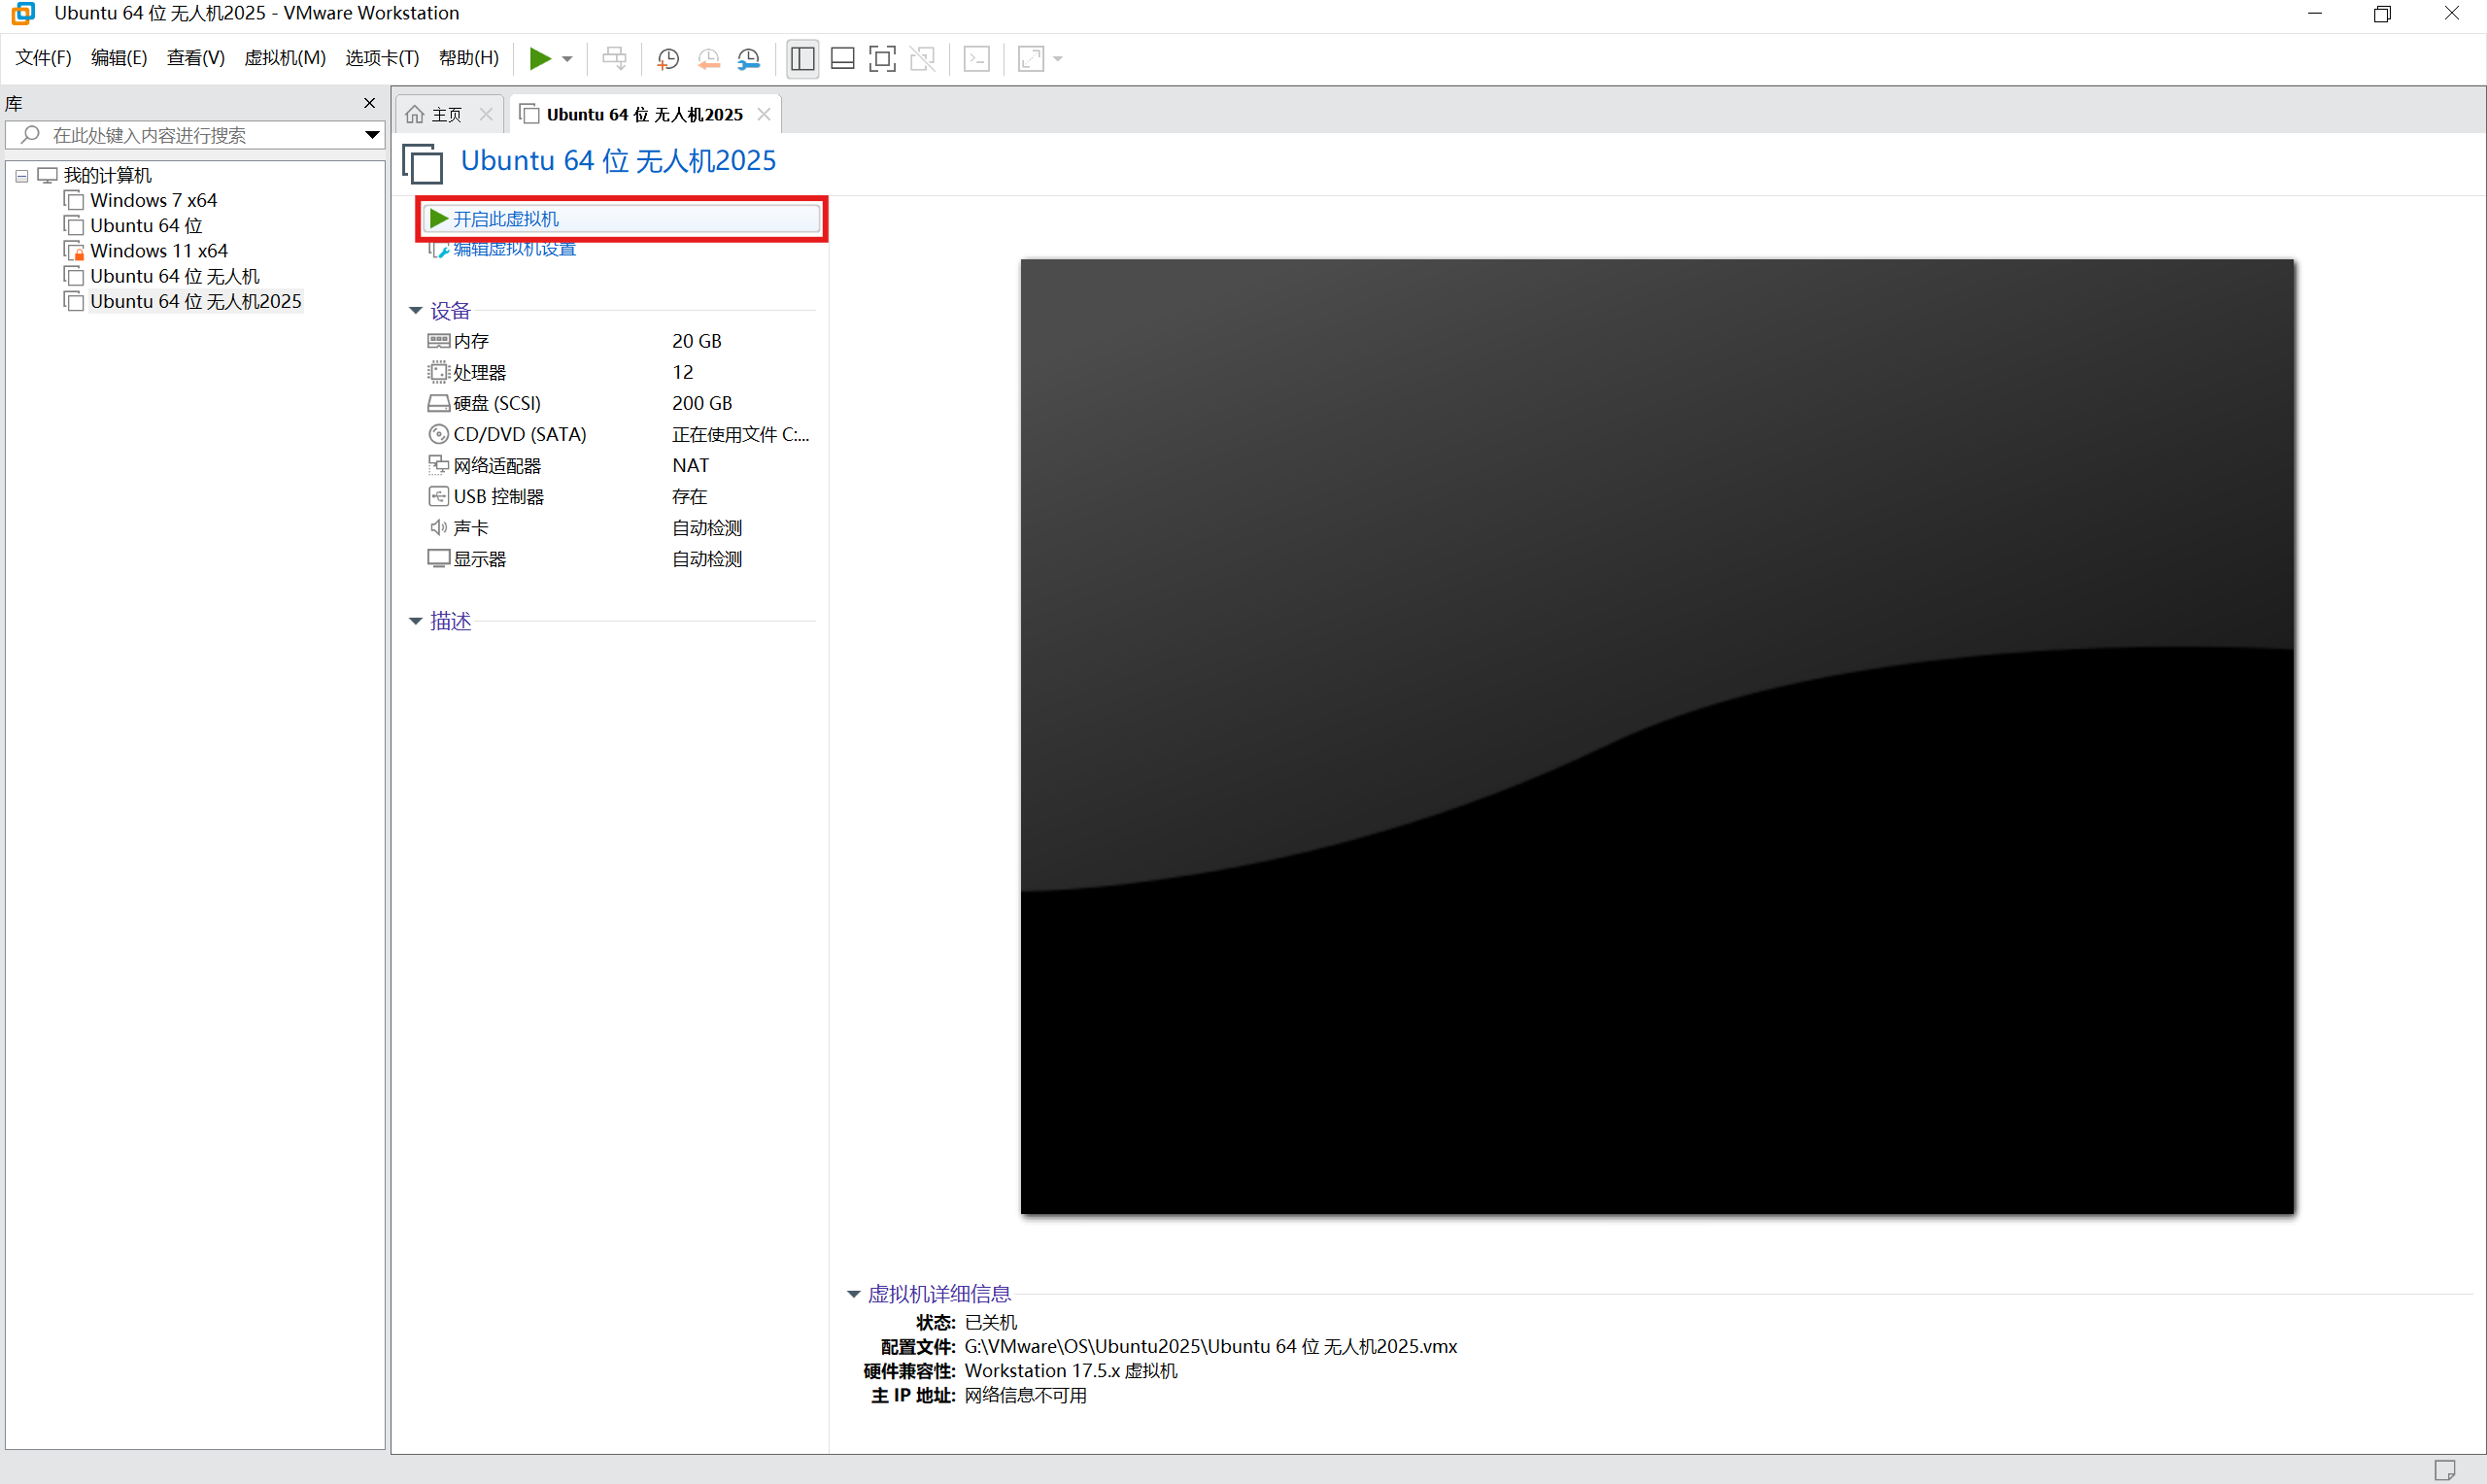 Ubuntu 64 位 无人机2025 - VMware Workstation
文件(F) 编辑(E) 查看(V) 虚拟机(M) 选项卡(T) 帮助(H)
库
在此处键入内容进行搜索
我的计算机
Windows 7 x64
Ubuntu 64 位
Windows 11 x64
Ubuntu 64 位 无人机
Ubuntu 64 位 无人机2025
主页
Ubuntu 64 位 无人机2025
Ubuntu 64 位 无人机2025
开启此虚拟机
编辑虚拟机设置
设备
内存 20 GB
处理器 12
硬盘 (SCSI) 200 GB
CD/DVD (SATA) 正在使用文件 C:...
网络适配器 NAT
USB 控制器 存在
声卡 自动检测
显示器 自动检测
描述
虚拟机详细信息
状态: 已关机
配置文件: G:\VMware\OS\Ubuntu2025\Ubuntu 64 位 无人机2025.vmx
硬件兼容性: Workstation 17.5.x 虚拟机
主 IP 地址: 网络信息不可用